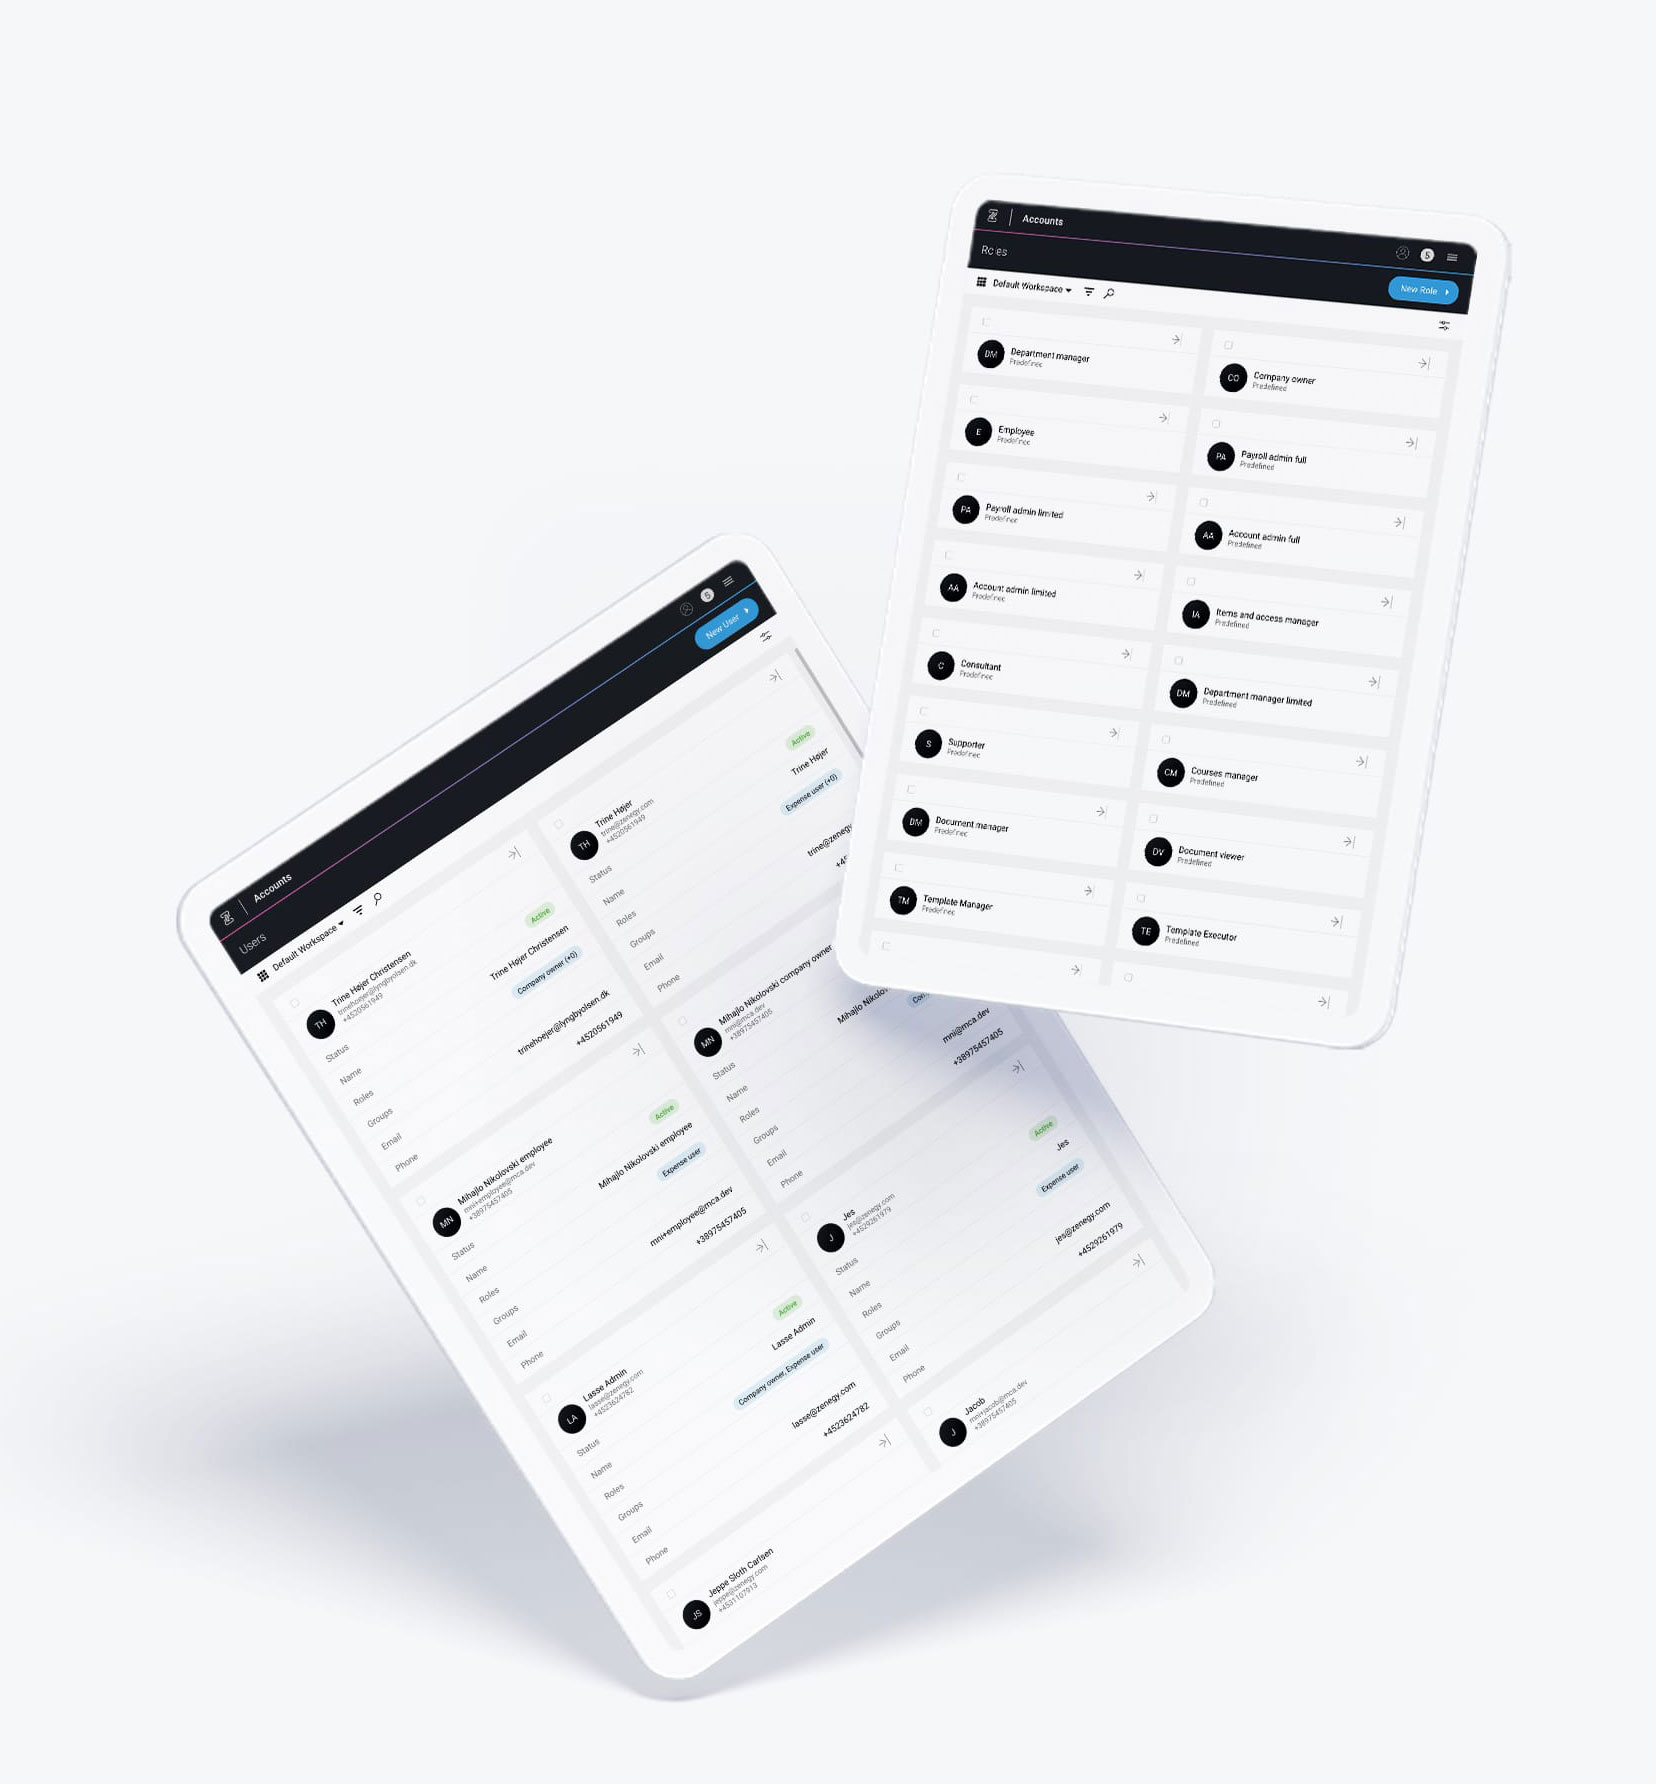 Accounts
5
Roles
New Role
Default Workspace
DM
Department manager
Predefined
CO
Company owner
Predefined
E
Employee
Predefined
PA
Payroll admin full
Predefined
PA
Payroll admin limited
Predefined
AA
Account admin full
Predefined
AA
Account admin limited
Predefined
IA
Items and access manager
Predefined
C
Consultant
Predefined
DM
Department manager limited
Predefined
S
Supporter
Predefined
CM
Courses manager
Predefined
DM
Document manager
Predefined
DV
Document viewer
Predefined
TM
Template Manager
Predefined
TE
Template Executor
Predefined
Accounts
5
Users
New User
Default Workspace
TH
Trine Højer Christensen
trinehoejer@lyngbyolsen.dk
+4520561949
Status
Active
Name
Trine Højer Christensen
Roles
Company owner (+0)
Groups
Email
trinehoejer@lyngbyolsen.dk
Phone
+4520561949
TH
Trine Højer
trine@zenegy.com
+4520561949
Status
Active
Name
Trine Højer
Roles
Expense user (+0)
Groups
Email
trine@zenegy
Phone
+45
MN
Mihajlo Nikolovski employee
mni+employee@mca.dev
+38975457405
Status
Active
Name
Mihajlo Nikolovski employee
Roles
Expense user
Groups
Email
mni+employee@mca.dev
Phone
+38975457405
MN
Mihajlo Nikolovski company owner
mni@mca.dev
+38975457405
Status
Name
Mihajlo Nikolov
Roles
Com
Groups
Email
mni@mca.dev
Phone
+38975457405
LA
Lasse Admin
lasse@zenegy.com
+4523624782
Status
Active
Name
Lasse Admin
Roles
Company owner, Expense user
Groups
Email
lasse@zenegy.com
Phone
+4523624782
J
Jes
jes@zenegy.com
+4529261979
Status
Active
Name
Jes
Roles
Expense user
Groups
Email
jes@zenegy.com
Phone
+4529261979
JS
Jeppe Sloth Carlsen
jeppe@zenegy.com
+4531107913
J
Jacob
mni+jacob@mca.dev
+38975457405